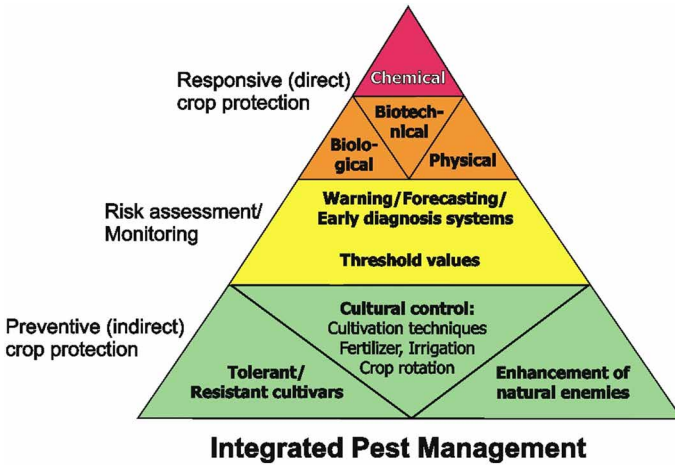 Responsive (direct)
crop protection
Chemical
Biotech-
nical
Biolo-
gical
Physical
Risk assessment/
Monitoring
Warning/Forecasting/
Early diagnosis systems
Threshold values
Preventive (indirect)
crop protection
Cultural control:
Cultivation techniques
Fertilizer, Irrigation
Crop rotation
Tolerant/
Resistant cultivars
Enhancement of
natural enemies
Integrated Pest Management